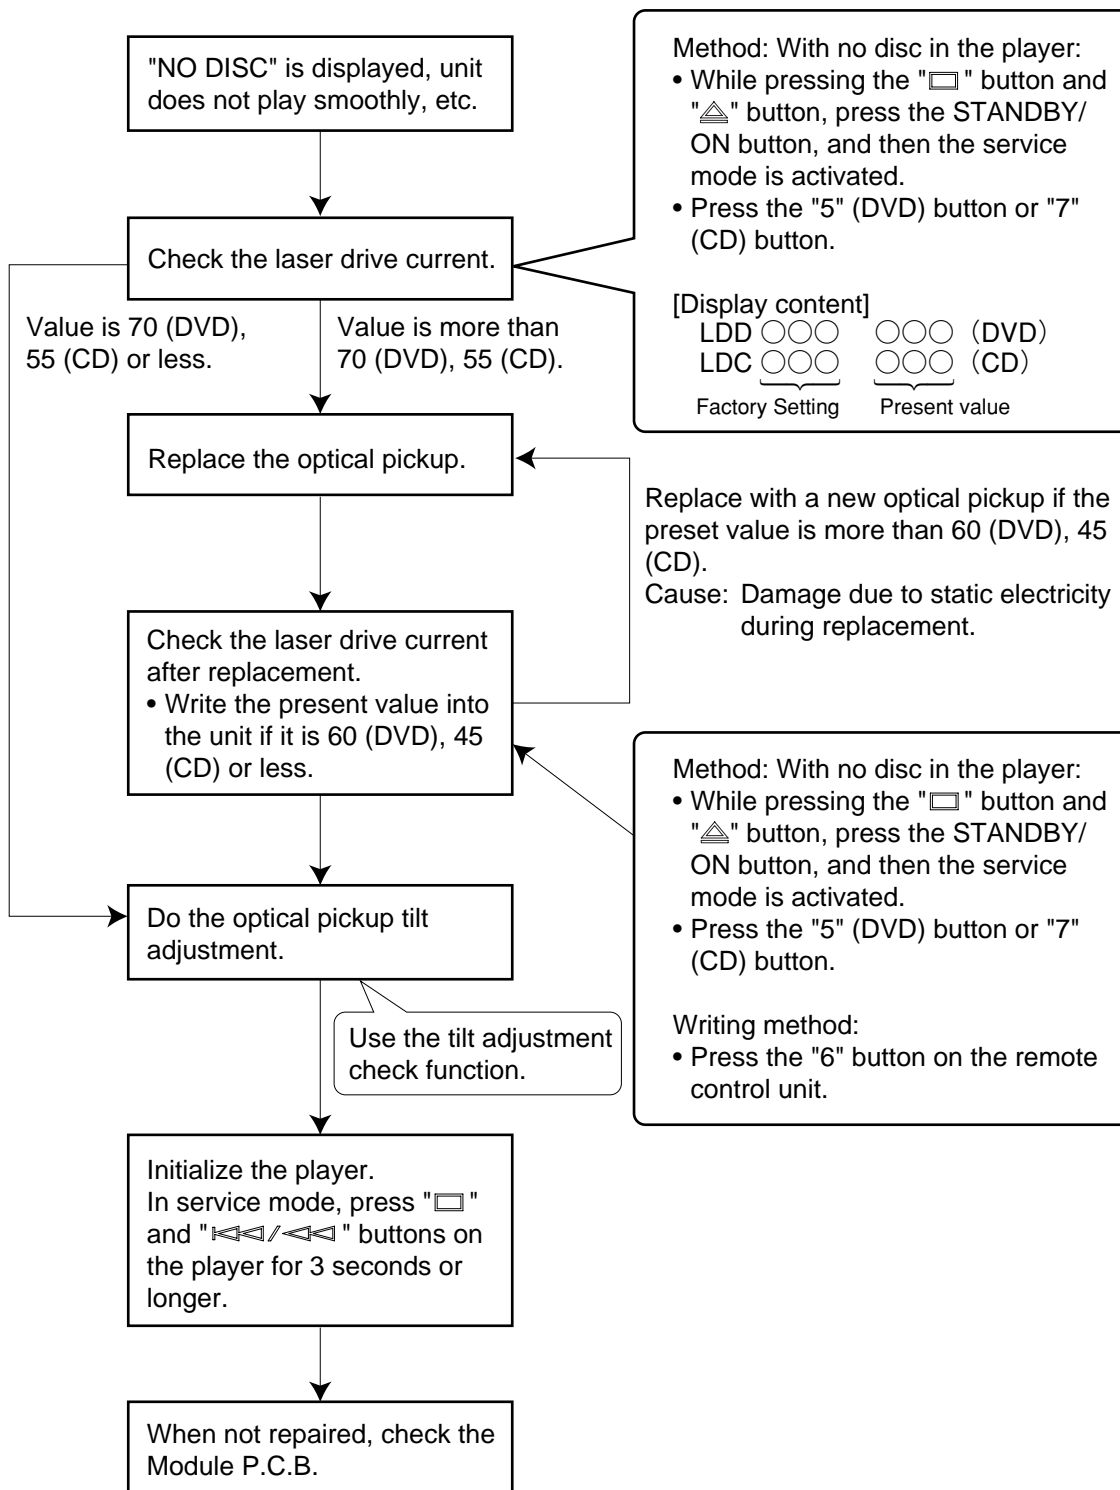 "NO DISC" is displayed, unit
does not play smoothly, etc.
Method: With no disc in the player:
• While pressing the "□" button and
"≜" button, press the STANDBY/
ON button, and then the service
mode is activated.
• Press the "5" (DVD) button or "7"
(CD) button.
[Display content]
LDD ○○○ ○○○ (DVD)
LDC ○○○ ○○○ (CD)
Factory Setting Present value
Check the laser drive current.
Value is 70 (DVD),
55 (CD) or less.
Value is more than
70 (DVD), 55 (CD).
Replace the optical pickup.
Replace with a new optical pickup if the
preset value is more than 60 (DVD), 45
(CD).
Cause: Damage due to static electricity
during replacement.
Check the laser drive current
after replacement.
• Write the present value into
the unit if it is 60 (DVD), 45
(CD) or less.
Method: With no disc in the player:
• While pressing the "□" button and
"≜" button, press the STANDBY/
ON button, and then the service
mode is activated.
• Press the "5" (DVD) button or "7"
(CD) button.
Writing method:
• Press the "6" button on the remote
control unit.
Do the optical pickup tilt
adjustment.
Use the tilt adjustment
check function.
Initialize the player.
In service mode, press "□"
and "|◁◁/◁◁" buttons on
the player for 3 seconds or
longer.
When not repaired, check the
Module P.C.B.